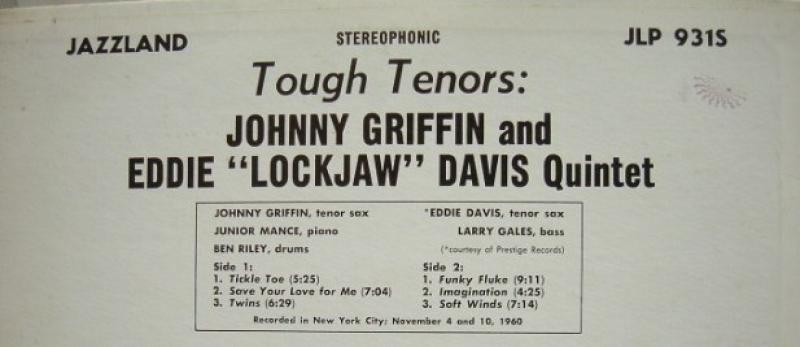 JAZZLAND STEREOPHONIC JLP 931S
Tough Tenors:
JOHNNY GRIFFIN and
EDDIE "LOCKJAW" DAVIS Quintet
JOHNNY GRIFFIN, tenor sax
JUNIOR MANCE, piano
BEN RILEY, drums
*EDDIE DAVIS, tenor sax
LARRY GALES, bass
(*courtesy of Prestige Records)
Side 1:
1. Tickle Toe (5:25)
2. Save Your Love for Me (7:04)
3. Twins (6:29)
Side 2:
1. Funky Fluke (9:11)
2. Imagination (4:25)
3. Soft Winds (7:14)
Recorded in New York City; November 4 and 10, 1960